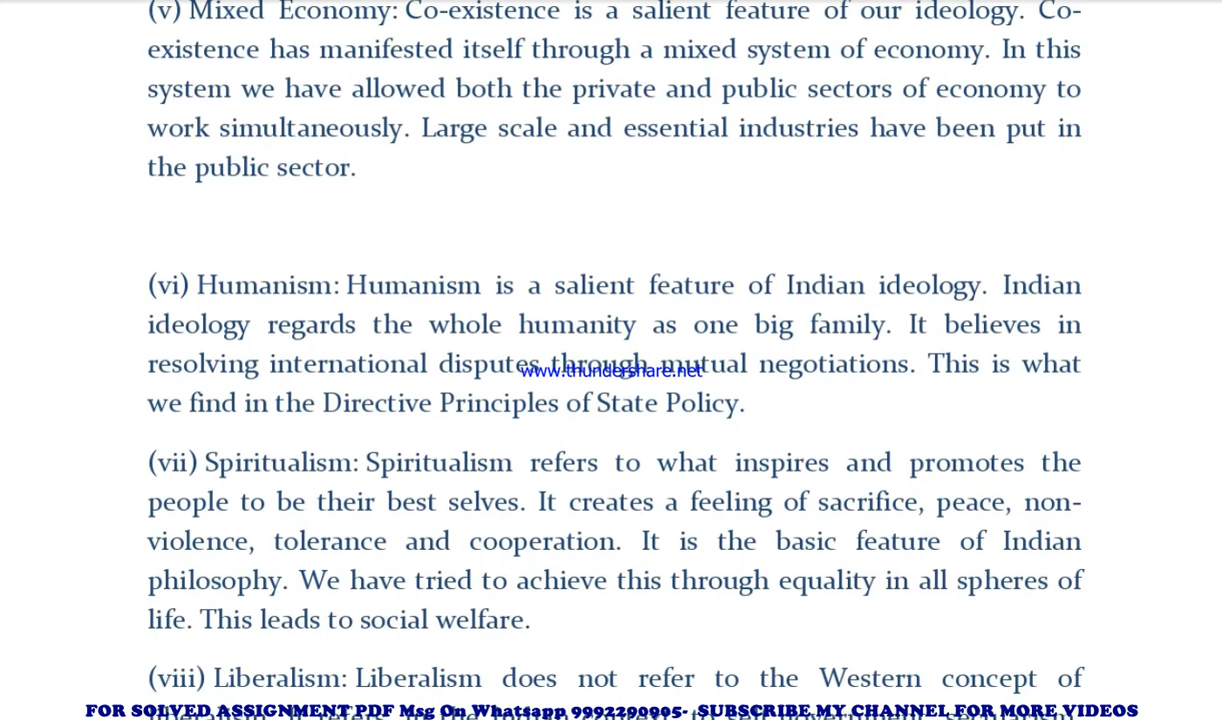 (v) Mixed Economy: Co-existence is a salient feature of our ideology. Co-
existence has manifested itself through a mixed system of economy. In this
system we have allowed both the private and public sectors of economy to
work simultaneously. Large scale and essential industries have been put in
the public sector.
(vi) Humanism: Humanism is a salient feature of Indian ideology. Indian
ideology regards the whole humanity as one big family. It believes in
resolving international disputes through mutual negotiations. This is what
www.thundershare.net
we find in the Directive Principles of State Policy.
(vii) Spiritualism: Spiritualism refers to what inspires and promotes the
people to be their best selves. It creates a feeling of sacrifice, peace, non-
violence, tolerance and cooperation. It is the basic feature of Indian
philosophy. We have tried to achieve this through equality in all spheres of
life. This leads to social welfare.
(viii) Liberalism: Liberalism does not refer to the Western concept of
FOR SOLVED ASSIGNMENT PDF Msg On Whatsapp 9992290905- SUBSCRIBE MY CHANNEL FOR MORE VIDEOS